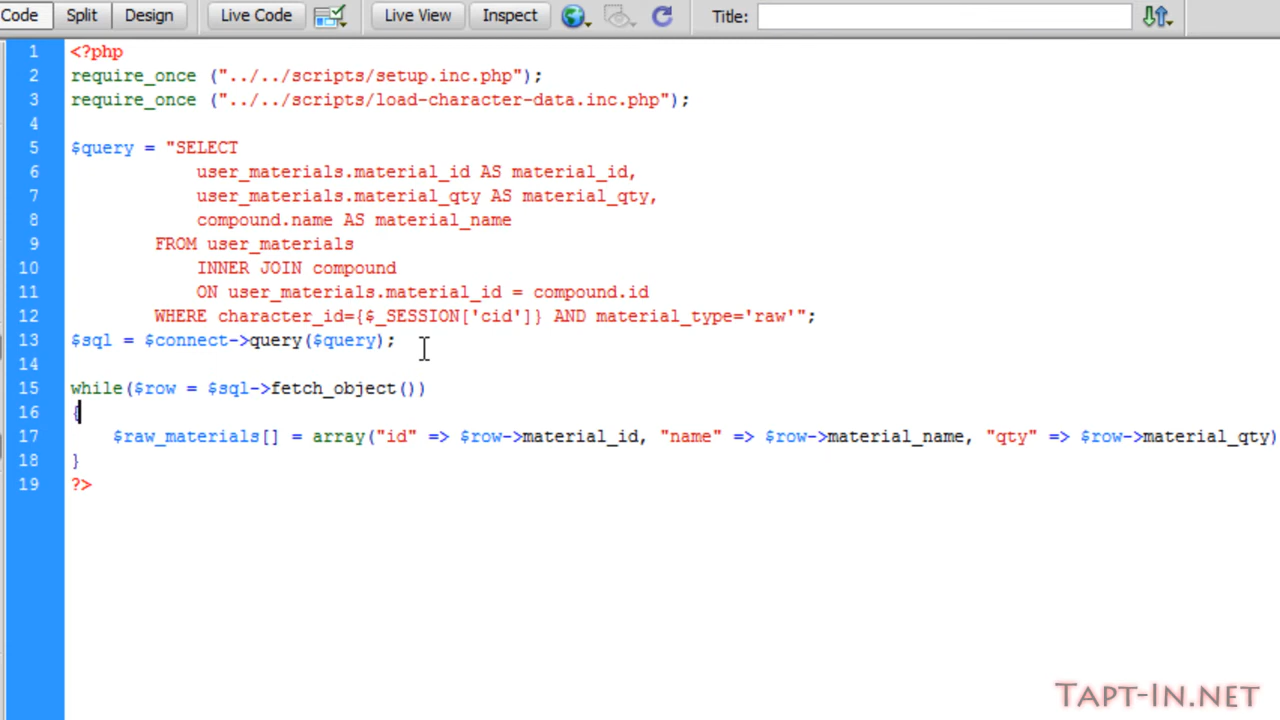 Code Split Design Live Code Live View Inspect Title:
1 <?php
2 require_once ("../../scripts/setup.inc.php");
3 require_once ("../../scripts/load-character-data.inc.php");
4
5 $query = "SELECT
6 user_materials.material_id AS material_id,
7 user_materials.material_qty AS material_qty,
8 compound.name AS material_name
9 FROM user_materials
10 INNER JOIN compound
11 ON user_materials.material_id = compound.id
12 WHERE character_id={$_SESSION['cid']} AND material_type='raw'";
13 $sql = $connect->query($query);
14
15 while($row = $sql->fetch_object())
16 {
17 $raw_materials[] = array("id" => $row->material_id, "name" => $row->material_name, "qty" => $row->material_qty)
18 }
19 ?>
TAPT-IN.NET